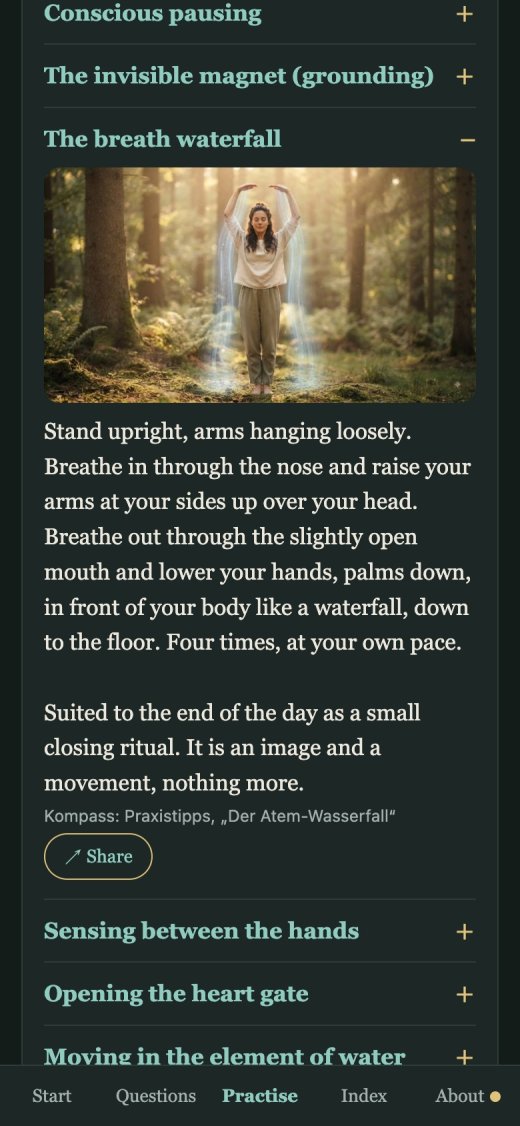 Conscious pausing +
The invisible magnet (grounding) +
The breath waterfall –
Stand upright, arms hanging loosely.
Breathe in through the nose and raise your
arms at your sides up over your head.
Breathe out through the slightly open
mouth and lower your hands, palms down,
in front of your body like a waterfall, down
to the floor. Four times, at your own pace.
Suited to the end of the day as a small
closing ritual. It is an image and a
movement, nothing more.
Kompass: Praxistipps, „Der Atem-Wasserfall“
↗ Share
Sensing between the hands +
Opening the heart gate +
Moving in the element of water +
Start Questions Practise Index About